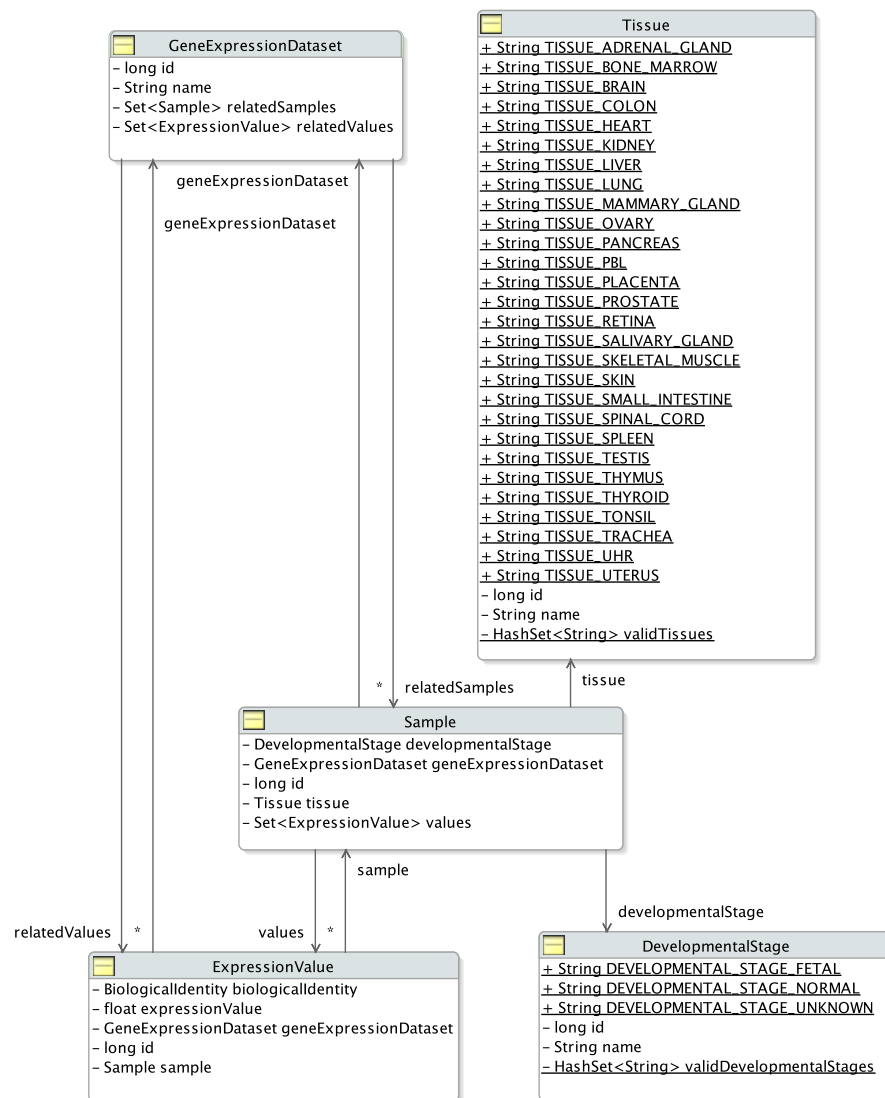 GeneExpressionDataset
– long id
– String name
– Set<Sample> relatedSamples
– Set<ExpressionValue> relatedValues
Tissue
+ String TISSUE_ADRENAL_GLAND
+ String TISSUE_BONE_MARROW
+ String TISSUE_BRAIN
+ String TISSUE_COLON
+ String TISSUE_HEART
+ String TISSUE_KIDNEY
+ String TISSUE_LIVER
+ String TISSUE_LUNG
+ String TISSUE_MAMMARY_GLAND
+ String TISSUE_OVARY
+ String TISSUE_PANCREAS
+ String TISSUE_PBL
+ String TISSUE_PLACENTA
+ String TISSUE_PROSTATE
+ String TISSUE_RETINA
+ String TISSUE_SALIVARY_GLAND
+ String TISSUE_SKELETAL_MUSCLE
+ String TISSUE_SKIN
+ String TISSUE_SMALL_INTESTINE
+ String TISSUE_SPINAL_CORD
+ String TISSUE_SPLEEN
+ String TISSUE_TESTIS
+ String TISSUE_THYMUS
+ String TISSUE_THYROID
+ String TISSUE_TONSIL
+ String TISSUE_TRACHEA
+ String TISSUE_UHR
+ String TISSUE_UTERUS
– long id
– String name
– HashSet<String> validTissues
geneExpressionDataset
geneExpressionDataset
* relatedSamples
tissue
Sample
– DevelopmentalStage developmentalStage
– GeneExpressionDataset geneExpressionDataset
– long id
– Tissue tissue
– Set<ExpressionValue> values
sample
developmentalStage
relatedValues *
values *
ExpressionValue
– BiologicalIdentity biologicalIdentity
– float expressionValue
– GeneExpressionDataset geneExpressionDataset
– long id
– Sample sample
DevelopmentalStage
+ String DEVELOPMENTAL_STAGE_FETAL
+ String DEVELOPMENTAL_STAGE_NORMAL
+ String DEVELOPMENTAL_STAGE_UNKNOWN
– long id
– String name
– HashSet<String> validDevelopmentalStages